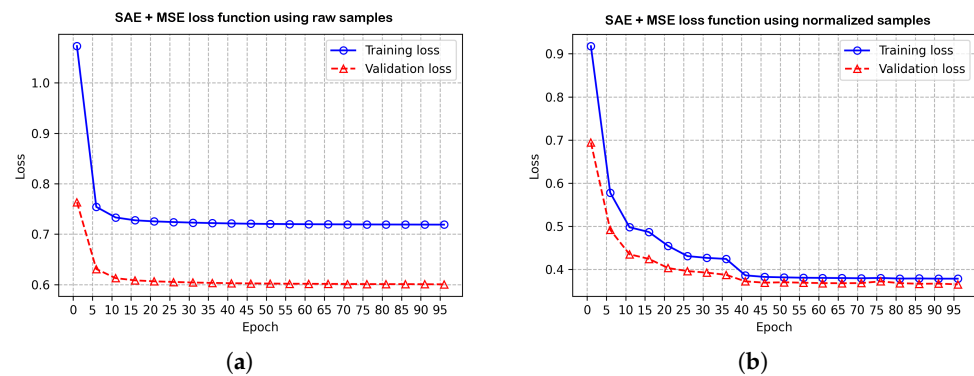 SAE + MSE loss function using raw samples
Training loss
Validation loss
1.0
0.9
0.8
0.7
0.6
Loss
0 5 10 15 20 25 30 35 40 45 50 55 60 65 70 75 80 85 90 95
Epoch
(a)
SAE + MSE loss function using normalized samples
Training loss
Validation loss
0.9
0.8
0.7
0.6
0.5
0.4
Loss
0 5 10 15 20 25 30 35 40 45 50 55 60 65 70 75 80 85 90 95
Epoch
(b)